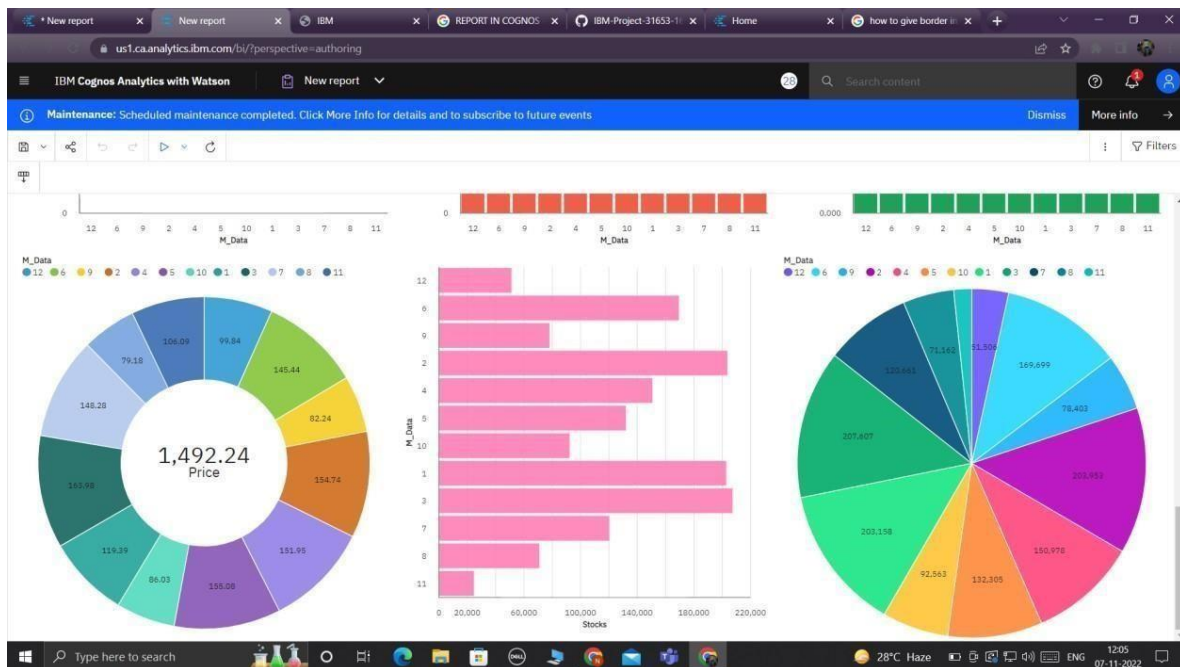 * New report
New report
IBM
REPORT IN COGNOS
IBM-Project-31653-1
Home
how to give border in
us1.ca.analytics.ibm.com/bi/?perspective=authoring
IBM Cognos Analytics with Watson
New report
28
Search content
1
Maintenance: Scheduled maintenance completed. Click More Info for details and to subscribe to future events
Dismiss
More info
Filters
0
12 6 9 2 4 5 10 1 3 7 8 11
M_Data
0
12 6 9 2 4 5 10 1 3 7 8 11
M_Data
0.000
12 6 9 2 4 5 10 1 3 7 8 11
M_Data
M_Data
12 6 9 2 4 5 10 1 3 7 8 11
99.84
145.44
82.24
154.74
151.95
155.08
86.03
119.39
163.98
148.28
79.18
106.09
1,492.24
Price
M_Data
12
6
9
2
4
5
10
1
3
7
8
11
0 20,000 60,000 100,000 140,000 180,000 220,000
Stocks
M_Data
12 6 9 2 4 5 10 1 3 7 8 11
51,506
169,699
78,403
203,953
150,978
132,305
92,563
203,158
207,607
71,162
Type here to search
DELL
28°C Haze
ENG
12:05
07-11-2022